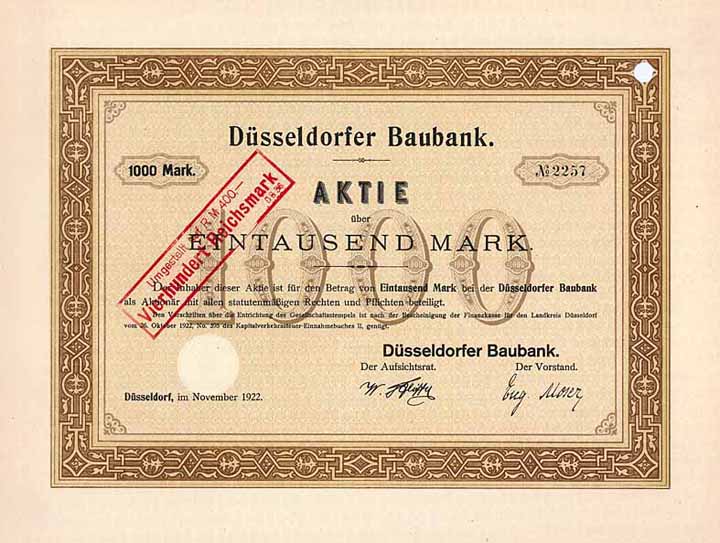 Düsseldorfer Baubank.
1000 Mark.
No 2257
AKTIE
über
1000
EINTAUSEND MARK.
Umgestellt auf R.M. 400.—
Vierhundert Reichsmark
Der Inhaber dieser Aktie ist für den Betrag von Eintausend Mark bei der Düsseldorfer Baubank
als Aktionär mit allen statutenmäßigen Rechten und Pflichten beteiligt.
Den Vorschriften über die Entrichtung des Gesellschaftsstempels ist nach der Bescheinigung der Finanzkasse für den Landkreis Düsseldorf
vom 26. Oktober 1922, No. 295 des Kapitalverkehrsteuer-Einnahmebuches II, genügt.
Düsseldorfer Baubank.
Der Aufsichtsrat. Der Vorstand.
Düsseldorf, im November 1922.
Eug. Moser